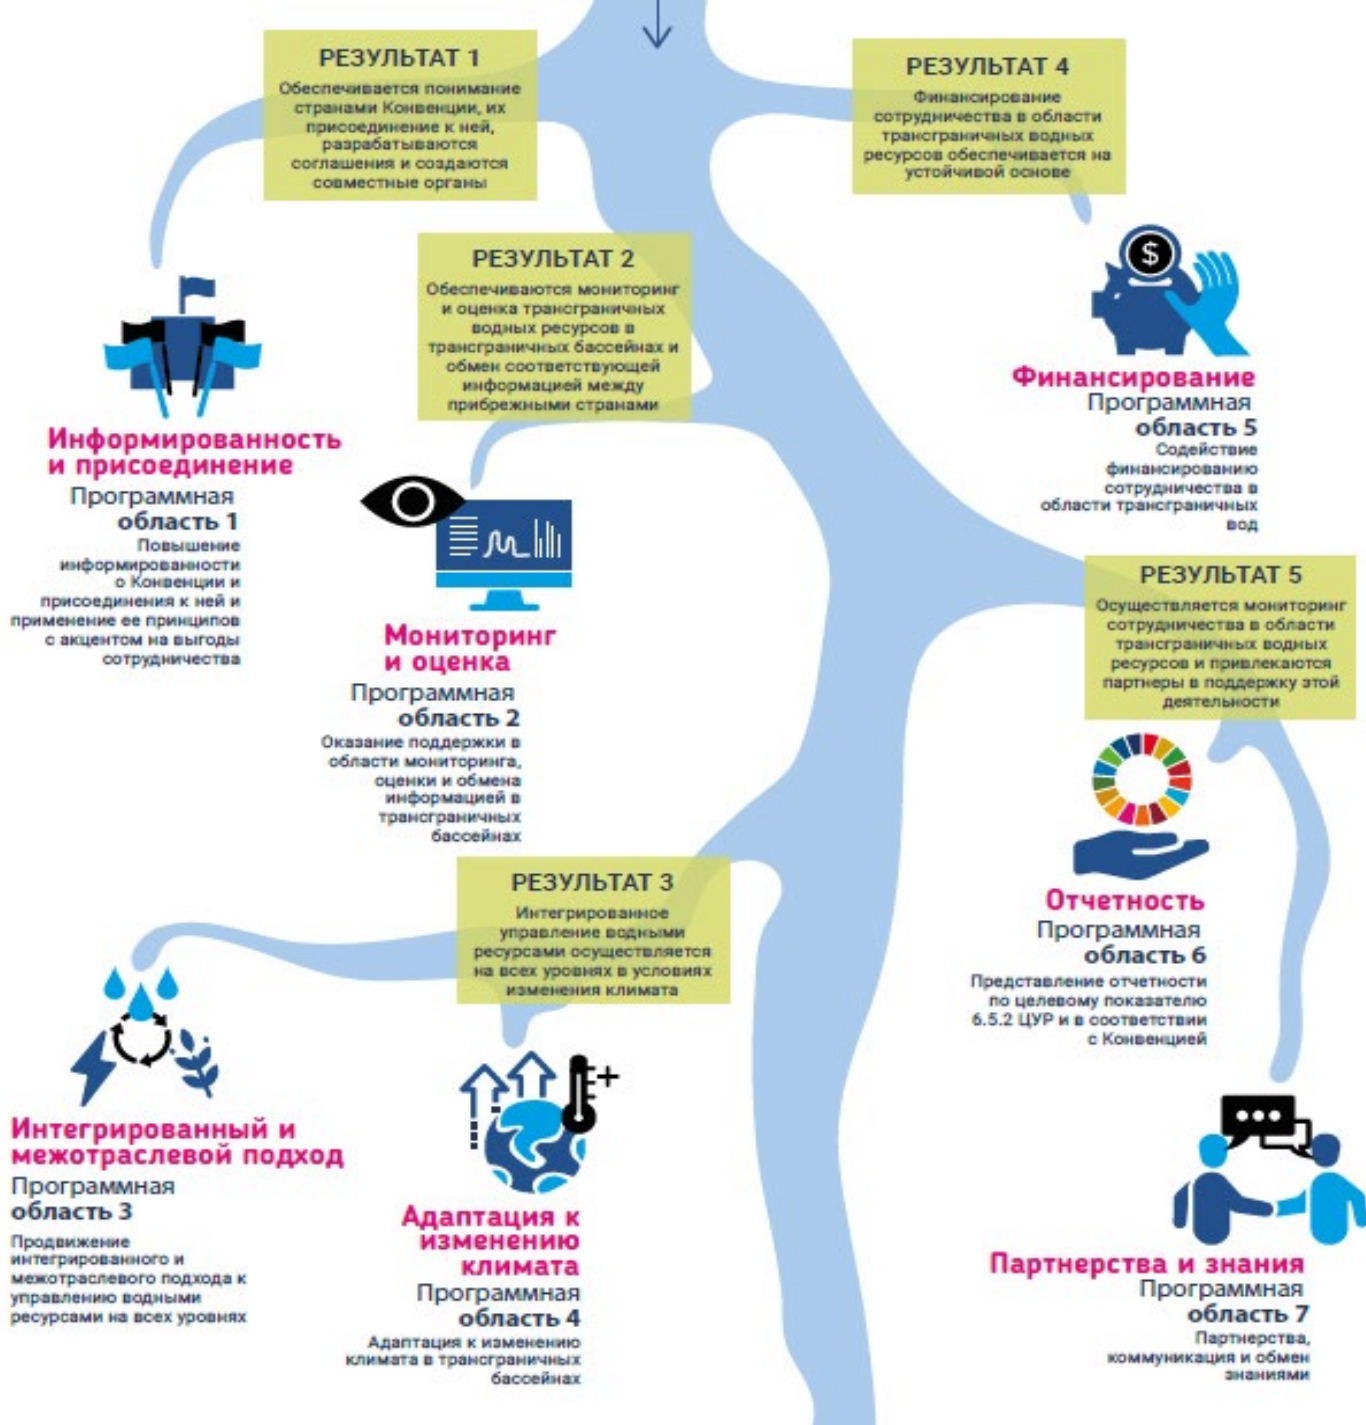 РЕЗУЛЬТАТ 1
Обеспечивается понимание
странами Конвенции, их
присоединение к ней,
разрабатываются
соглашения и создаются
совместные органы
РЕЗУЛЬТАТ 4
Финансирование
сотрудничества в области
трансграничных водных
ресурсов обеспечивается на
устойчивой основе
РЕЗУЛЬТАТ 2
Обеспечиваются мониторинг
и оценка трансграничных
водных ресурсов в
трансграничных бассейнах и
обмен соответствующей
информацией между
прибрежными странами
$
Финансирование
Программная
область 5
Содействие
финансированию
сотрудничества в
области трансграничных
вод
Информированность
и присоединение
Программная
область 1
Повышение
информированности
о Конвенции и
присоединения к ней и
применение ее принципов
с акцентом на выгоды
сотрудничества
Мониторинг
и оценка
Программная
область 2
Оказание поддержки в
области мониторинга,
оценки и обмена
информацией в
трансграничных
бассейнах
РЕЗУЛЬТАТ 5
Осуществляется мониторинг
сотрудничества в области
трансграничных водных
ресурсов и привлекаются
партнеры в поддержку этой
деятельности
РЕЗУЛЬТАТ 3
Интегрированное
управление водными
ресурсами осуществляется
на всех уровнях в условиях
изменения климата
Отчетность
Программная
область 6
Представление отчетности
по целевому показателю
6.5.2 ЦУР и в соответствии
с Конвенцией
Интегрированный и
межотраслевой подход
Программная
область 3
Продвижение
интегрированного и
межотраслевого подхода к
управлению водными
ресурсами на всех уровнях
+
Адаптация к
изменению
климата
Программная
область 4
Адаптация к изменению
климата в трансграничных
бассейнах
Партнерства и знания
Программная
область 7
Партнерства,
коммуникация и обмен
знаниями